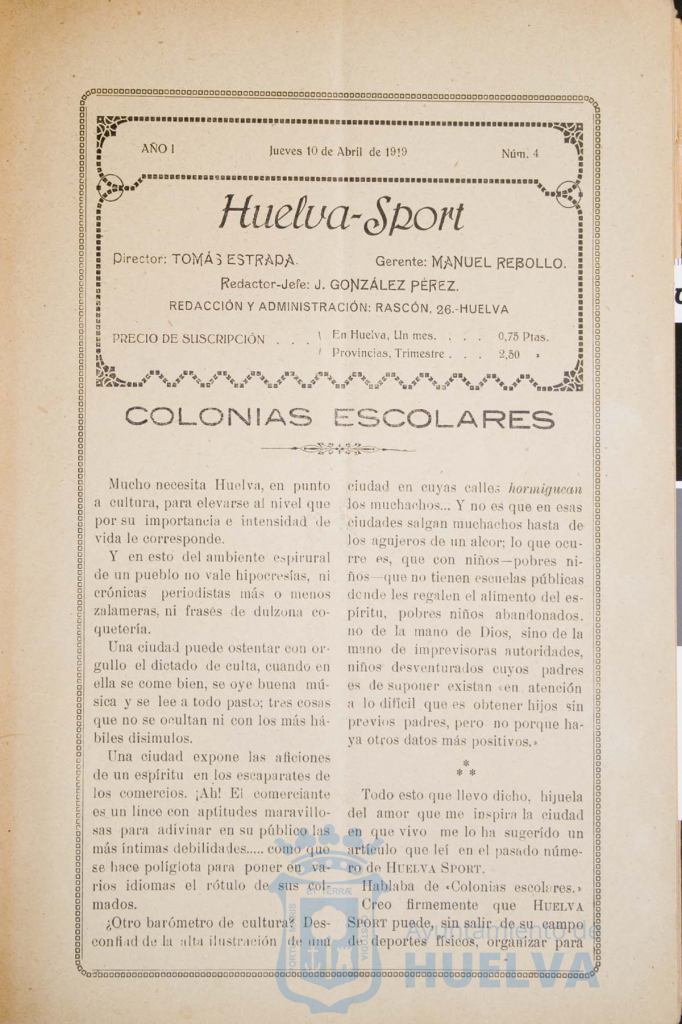 AÑO I
Jueves 10 de Abril de 1919
Núm. 4
Huelva-Sport
Director: TOMÁS ESTRADA.
Gerente: MANUEL REBOLLO.
Redactor-Jefe: J. GONZÁLEZ PÉREZ.
REDACCIÓN Y ADMINISTRACIÓN: RASCÓN, 26.-HUELVA
PRECIO DE SUSCRIPCIÓN . . .
En Huelva, Un mes. . . . 0,75 Ptas.
Provincias, Trimestre . . . 2,50 »
COLONIAS ESCOLARES
Mucho necesita Huelva, en punto
a cultura, para elevarse al nivel que
por su importancia e intensidad de
vida le corresponde.
Y en esto del ambiente espirural
de un pueblo no vale hipocresías, ni
crónicas periodistas más o menos
zalameras, ni frases de dulzona co-
quetería.
Una ciudad puede ostentar con or-
gullo el dictado de culta, cuando en
ella se come bien, se oye buena mú-
sica y se lee a todo pasto; tres cosas
que no se ocultan ni con los más há-
biles disimulos.
Una ciudad expone las aficiones
de un espíritu en los escaparates de
los comercios. ¡Ah! El comerciante
es un lince con aptitudes maravillo-
sas para adivinar en su público las
más íntimas debilidades..... como que
se hace políglota para poner en va-
rios idiomas el rótulo de sus col-
mados.
¿Otro barómetro de cultura? Des-
confiad de la alta ilustración de una
ciudad en cuyas calles hormiguean
los muchachos... Y no es que en esas
ciudades salgan muchachos hasta de
los agujeros de un alcor; lo que ocu-
rre es, que con niños—pobres ni-
ños—que no tienen escuelas públicas
donde les regalen el alimento del es-
píritu, pobres niños abandonados.
no de la mano de Dios, sino de la
mano de imprevisoras autoridades,
niños desventurados cuyos padres
es de suponer existan «en atención
a lo difícil que es obtener hijos sin
previos padres, pero no porque ha-
ya otros datos más positivos.»
*
* *
Todo esto que llevo dicho, hijuela
del amor que me inspira la ciudad
en que vivo me lo ha sugerido un
artículo que leí en el pasado núme-
ro de HUELVA SPORT.
Hablaba de «Colonias escolares.»
Creo firmemente que HUELVA
SPORT puede, sin salir de su campo
de deportes físicos, organizar para
Ayuntamiento de
HUELVA